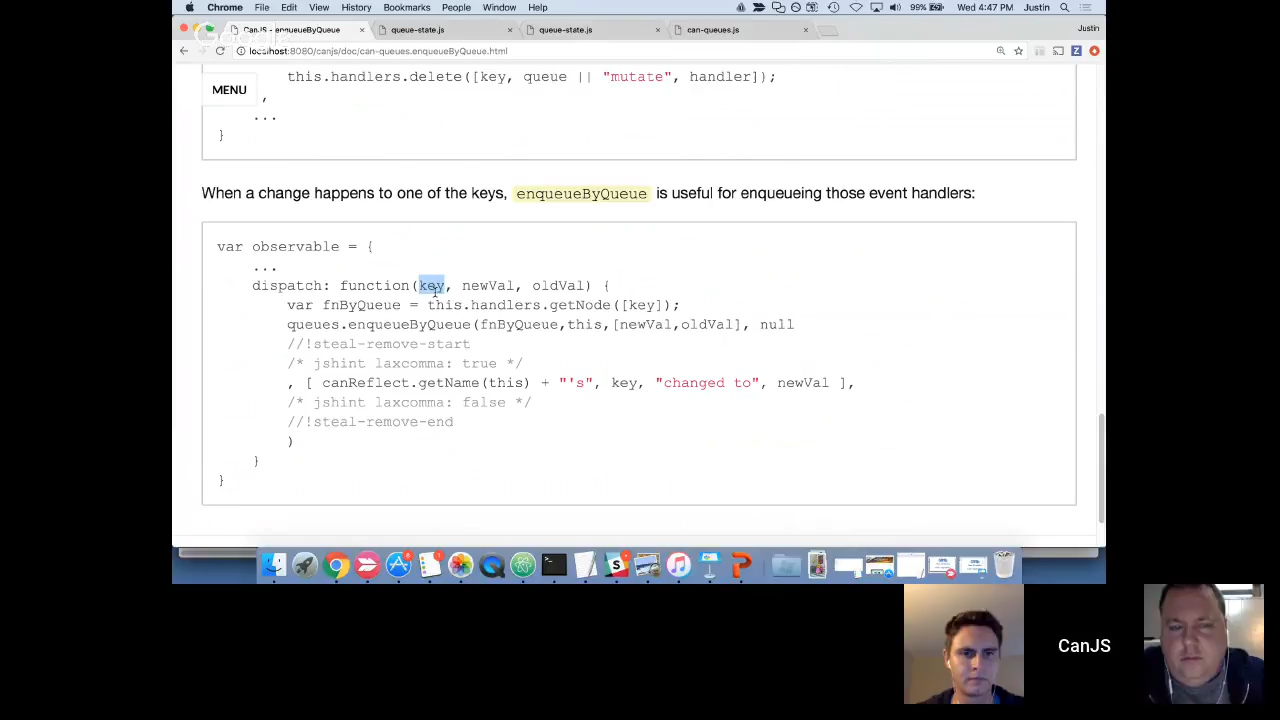 Chrome File Edit View History Bookmarks People Window Help
99% Wed 4:47 PM Justin
CanJS - enqueueByQueue queue-state.js queue-state.js can-queues.js Justin
localhost:8080/canjs/doc/can-queues.enqueueByQueue.html
this.handlers.delete([key, queue || "mutate", handler]);
MENU ,
...
}
When a change happens to one of the keys, enqueueByQueue is useful for enqueueing those event handlers:
var observable = {
...
dispatch: function(key, newVal, oldVal) {
var fnByQueue = this.handlers.getNode([key]);
queues.enqueueByQueue(fnByQueue,this,[newVal,oldVal], null
//!steal-remove-start
/* jshint laxcomma: true */
, [ canReflect.getName(this) + "'s", key, "changed to", newVal ],
/* jshint laxcomma: false */
//!steal-remove-end
)
}
}
CanJS